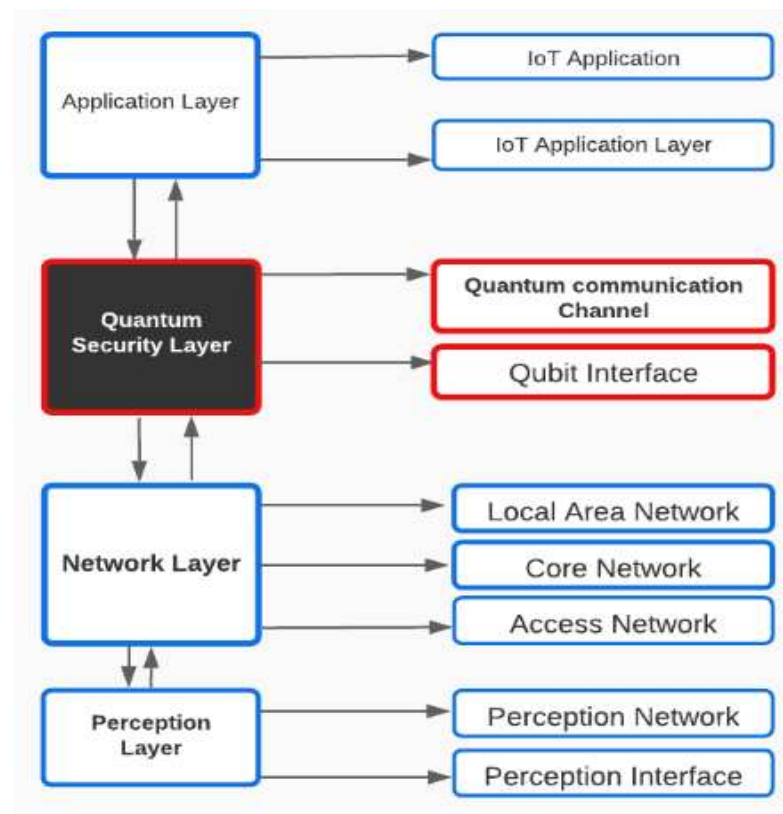 Application Layer
IoT Application
IoT Application Layer
Quantum
Security Layer
Quantum communication
Channel
Qubit Interface
Network Layer
Local Area Network
Core Network
Access Network
Perception
Layer
Perception Network
Perception Interface